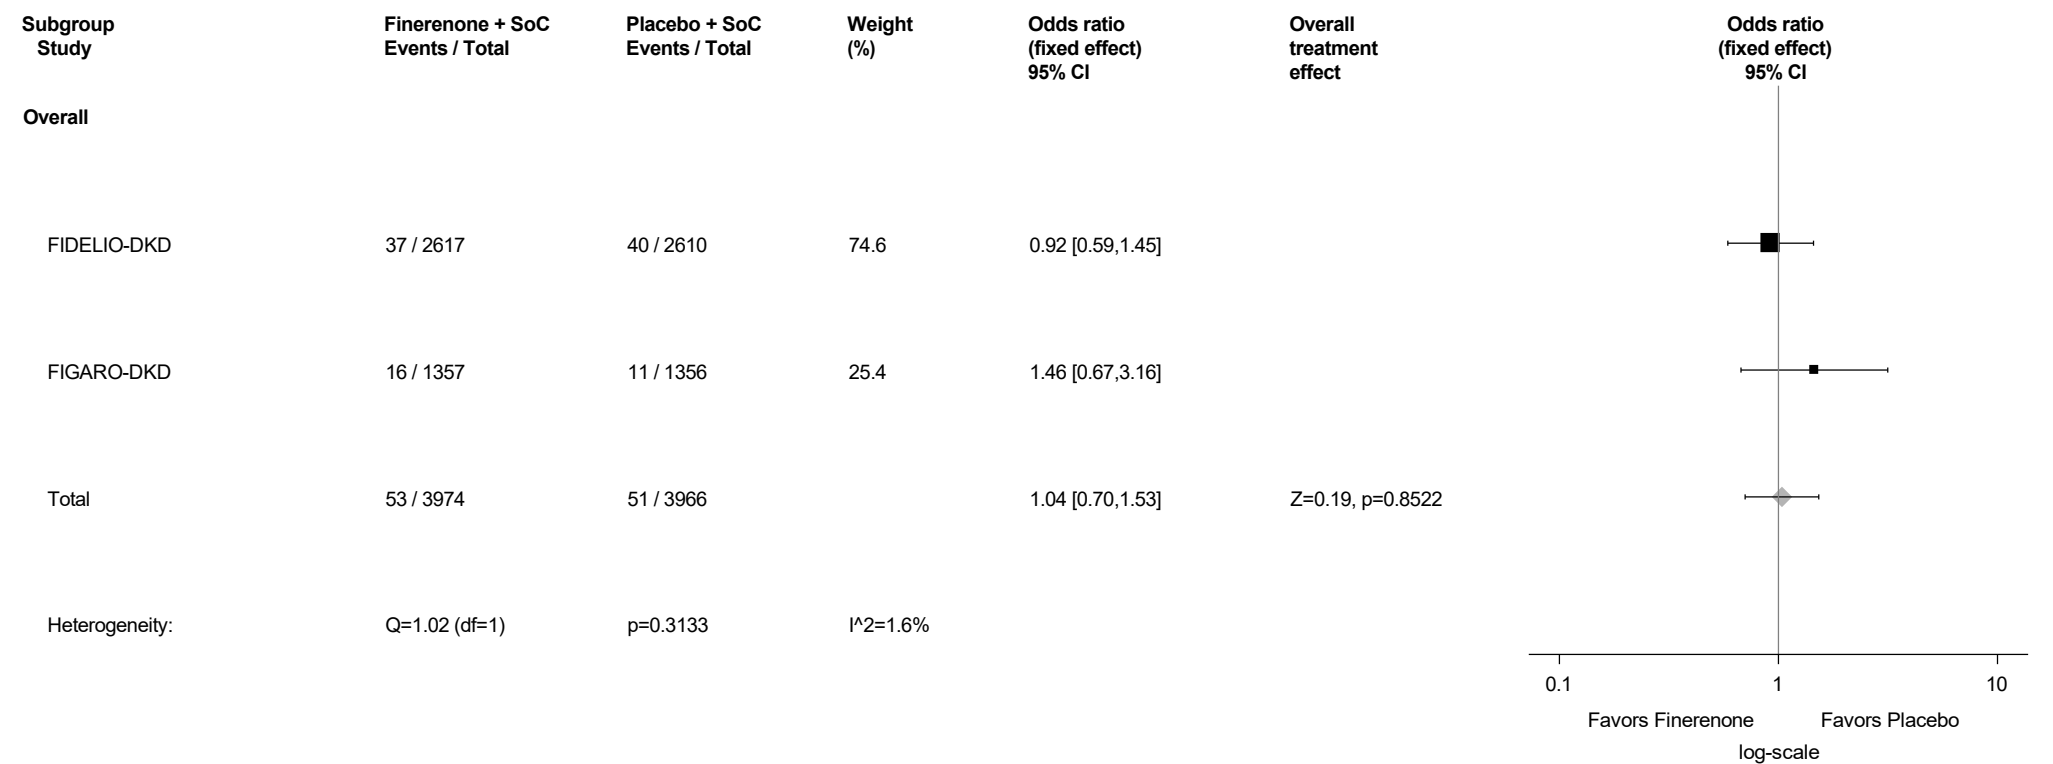 Subgroup Finerenone + SoC Placebo + SoC Weight Odds ratio Overall Odds ratio
Study Events / Total Events / Total (%) (fixed effect) treatment (fixed effect)
95% CI effect 95% CI
Overall
FIDELIO-DKD 37 / 2617 40 / 2610 74.6 0.92 [0.59,1.45]
FIGARO-DKD 16 / 1357 11 / 1356 25.4 1.46 [0.67,3.16]
Total 53 / 3974 51 / 3966 1.04 [0.70,1.53] Z=0.19, p=0.8522
Heterogeneity: Q=1.02 (df=1) p=0.3133 I^2=1.6%
0.1 1 10
Favors Finerenone Favors Placebo
log-scale